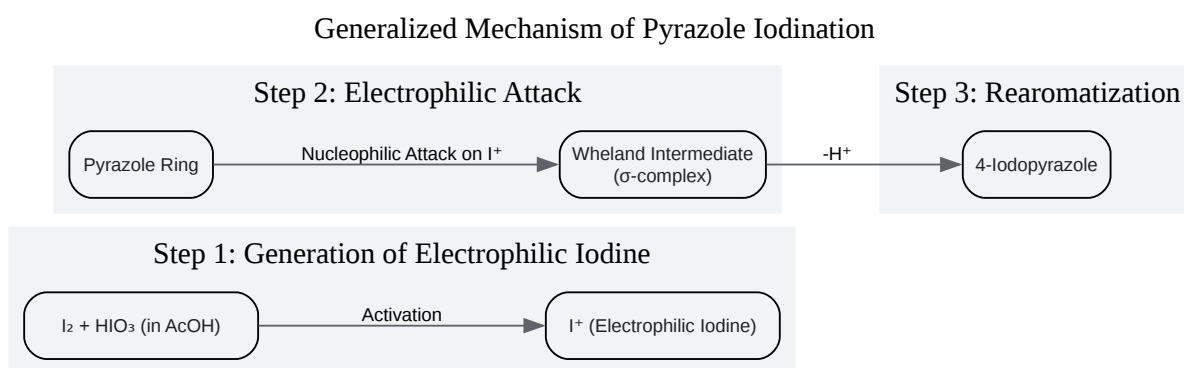 Generalized Mechanism of Pyrazole Iodination
Step 2: Electrophilic Attack
Pyrazole Ring
Nucleophilic Attack on I⁺
Wheland Intermediate
(σ-complex)
-H⁺
Step 3: Rearomatization
4-Iodopyrazole
Step 1: Generation of Electrophilic Iodine
I₂ + HIO₃ (in AcOH)
Activation
I⁺ (Electrophilic Iodine)